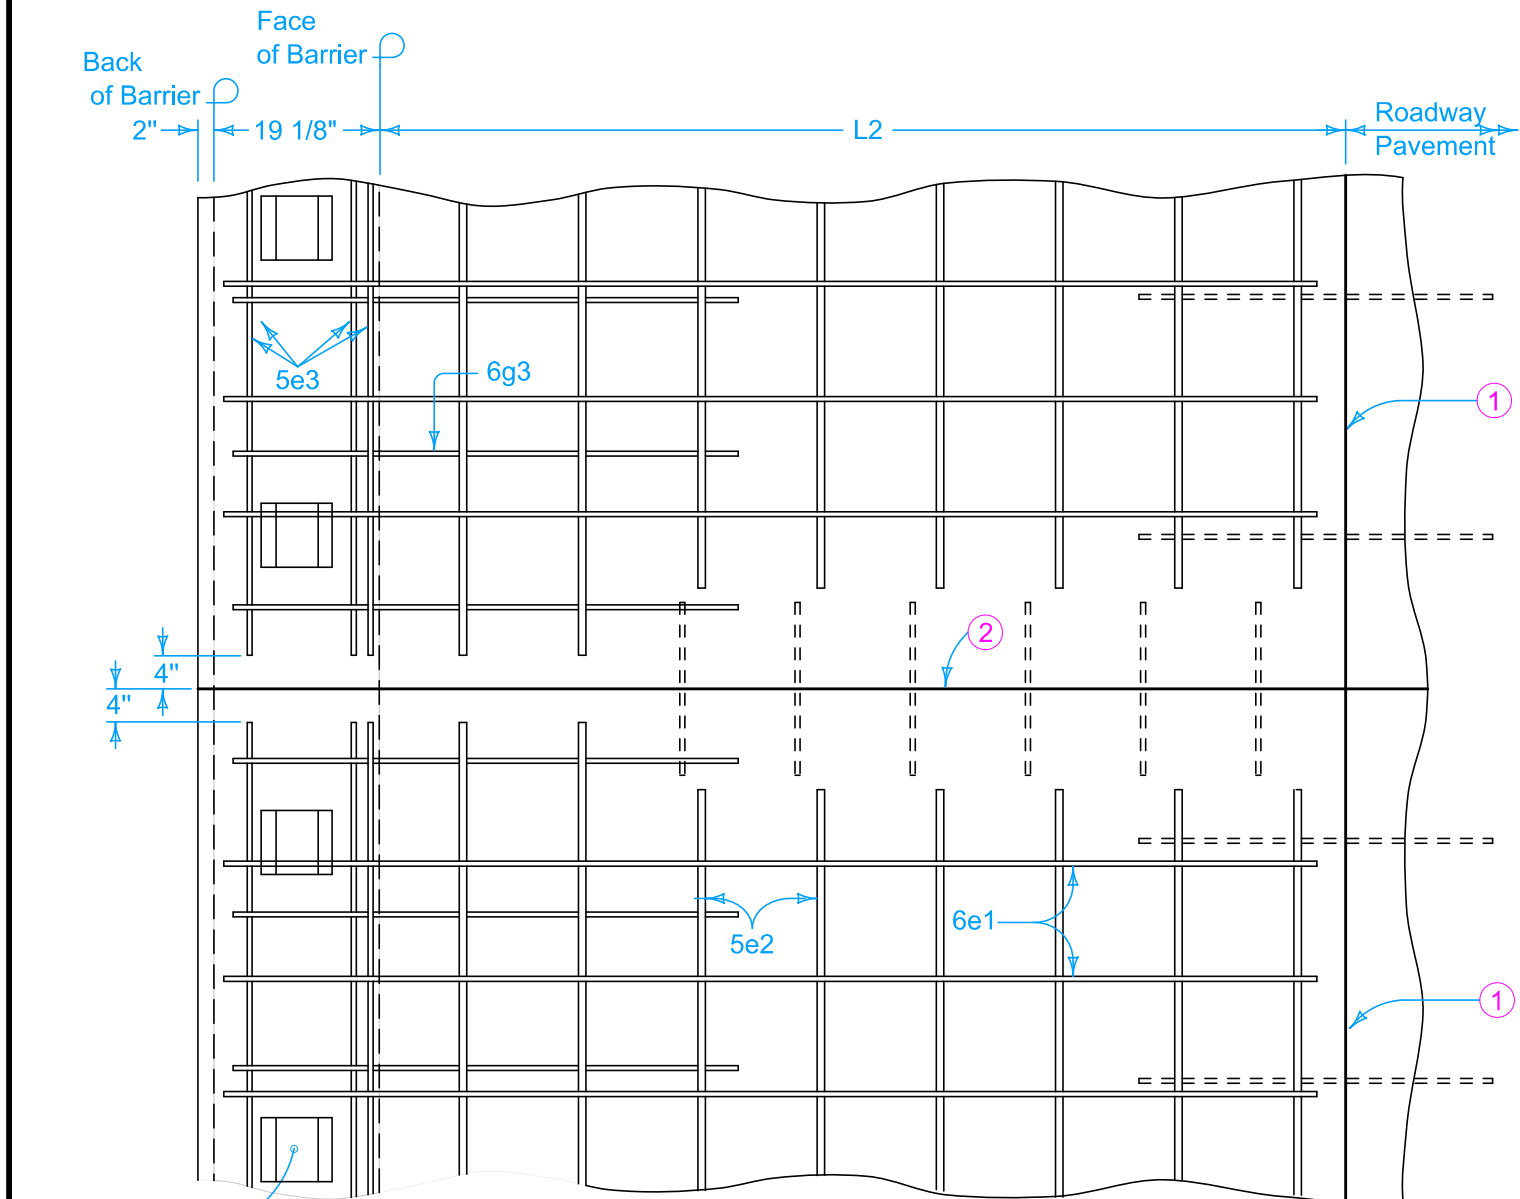 Face
of Barrier
Back
of Barrier
2" 19 1/8" L2 Roadway
Pavement
5e3
6g3
1
2
4"
4"
5e2
6e1
1